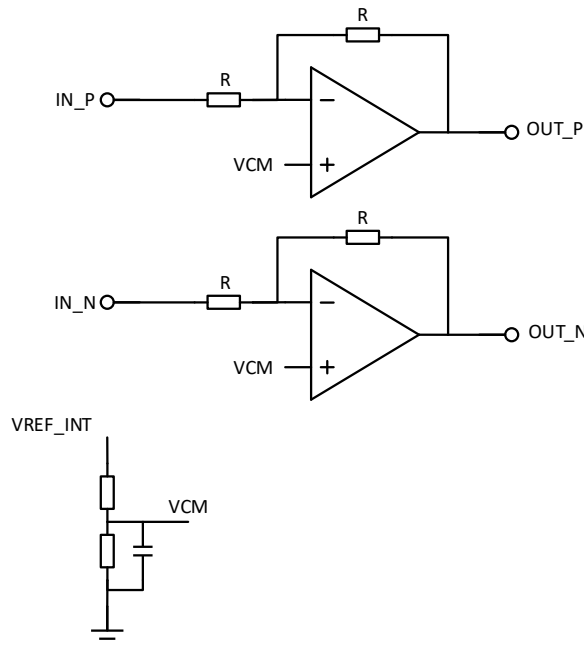 R
R
IN_P
−
OUT_P
VCM
+
R
R
IN_N
−
OUT_N
VCM
+
VREF_INT
VCM